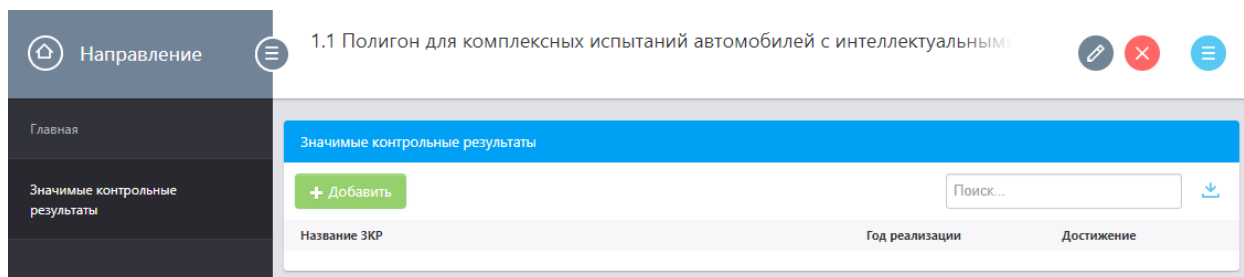 Направление
1.1 Полигон для комплексных испытаний автомобилей с интеллектуальными
Главная
Значимые контрольные
результаты
Значимые контрольные результаты
+ Добавить
Поиск...
Название ЗКР Год реализации Достижение